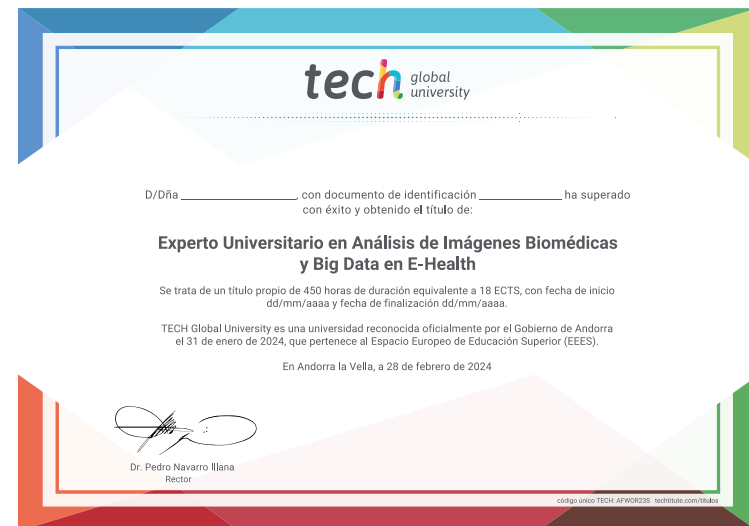 tech global university
D/Dña ______________, con documento de identificación __________ ha superado
con éxito y obtenido el título de:
Experto Universitario en Análisis de Imágenes Biomédicas
y Big Data en E-Health
Se trata de un título propio de 450 horas de duración equivalente a 18 ECTS, con fecha de inicio
dd/mm/aaaa y fecha de finalización dd/mm/aaaa.
TECH Global University es una universidad reconocida oficialmente por el Gobierno de Andorra
el 31 de enero de 2024, que pertenece al Espacio Europeo de Educación Superior (EEES).
En Andorra la Vella, a 28 de febrero de 2024
Dr. Pedro Navarro Illana
Rector
código único TECH: AFWOR23S techtitute.com/titulos